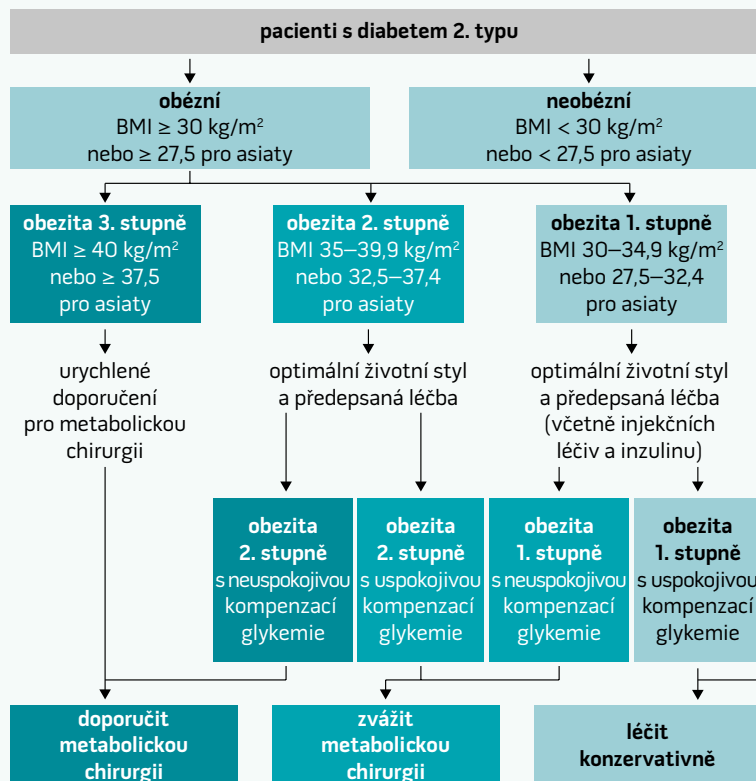 pacienti s diabetem 2. typu
obézní
BMI ≥ 30 kg/m²
nebo ≥ 27,5 pro asiaty
neobézní
BMI < 30 kg/m²
nebo < 27,5 pro asiaty
obezita 3. stupně
BMI ≥ 40 kg/m²
nebo ≥ 37,5
pro asiaty
obezita 2. stupně
BMI 35–39,9 kg/m²
nebo 32,5–37,4
pro asiaty
obezita 1. stupně
BMI 30–34,9 kg/m²
nebo 27,5–32,4
pro asiaty
urychlené
doporučení
pro metabolickou
chirurgii
optimální životní styl
a předepsaná léčba
optimální životní styl
a předepsaná léčba
(včetně injekčních
léčiv a inzulinu)
obezita
2. stupně
s neuspokojivou
kompenzací
glykemie
obezita
2. stupně
s uspokojivou
kompenzací
glykemie
obezita
1. stupně
s neuspokojivou
kompenzací
glykemie
obezita
1. stupně
s uspokojivou
kompenzací
glykemie
doporučit
metabolickou
chirurgii
zvážit
metabolickou
chirurgii
léčit
konzervativně